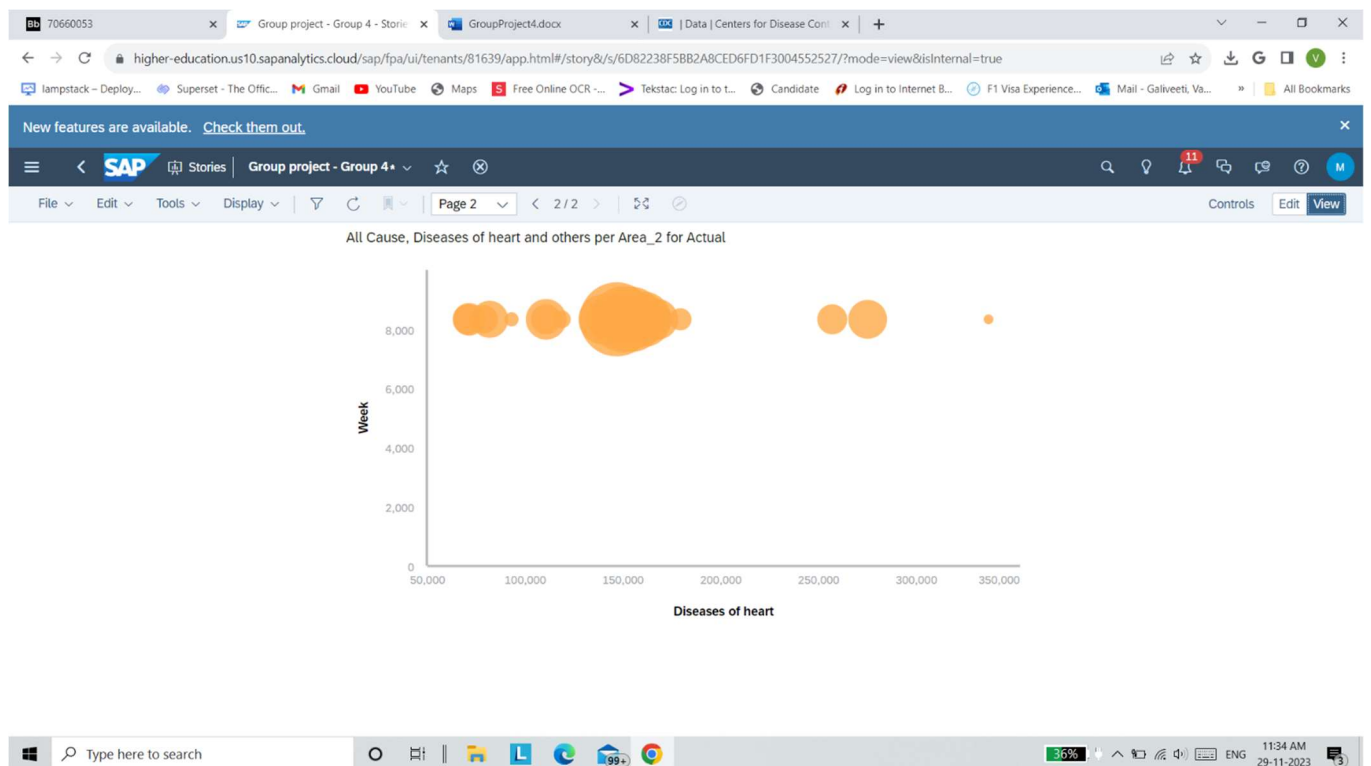 Bb 70660053
SAP Group project - Group 4 - Storie
GroupProject4.docx
CDC | Data | Centers for Disease Cont
higher-education.us10.sapanalytics.cloud/sap/fpa/ui/tenants/81639/app.html#/story&/s/6D82238F5BB2A8CED6FD1F3004552527/?mode=view&isInternal=true
G
V
lampstack – Deploy... Superset - The Offic... Gmail YouTube Maps S Free Online OCR -... Tekstac: Log in to t... Candidate Log in to Internet B... F1 Visa Experience... Mail - Galiveeti, Va... » All Bookmarks
New features are available. Check them out.
SAP Stories Group project - Group 4* 11 M
File Edit Tools Display Page 2 2 / 2 Controls Edit View
All Cause, Diseases of heart and others per Area_2 for Actual
8,000
6,000
Week
4,000
2,000
0
50,000 100,000 150,000 200,000 250,000 300,000 350,000
Diseases of heart
Type here to search L 99+ 36% ENG 11:34 AM
29-11-2023 3